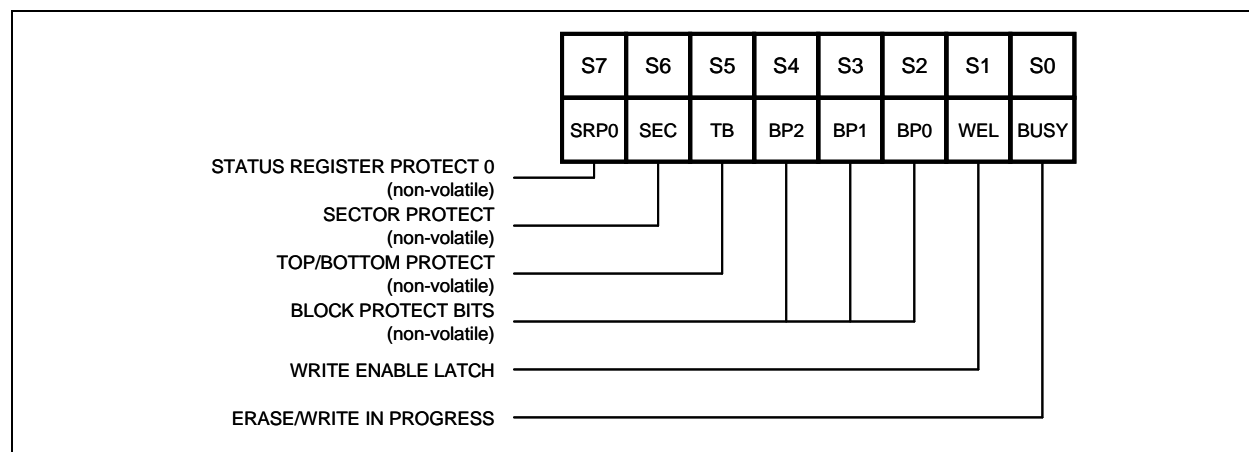 S7 S6 S5 S4 S3 S2 S1 S0
SRP0 SEC TB BP2 BP1 BP0 WEL BUSY
STATUS REGISTER PROTECT 0
(non-volatile)
SECTOR PROTECT
(non-volatile)
TOP/BOTTOM PROTECT
(non-volatile)
BLOCK PROTECT BITS
(non-volatile)
WRITE ENABLE LATCH
ERASE/WRITE IN PROGRESS